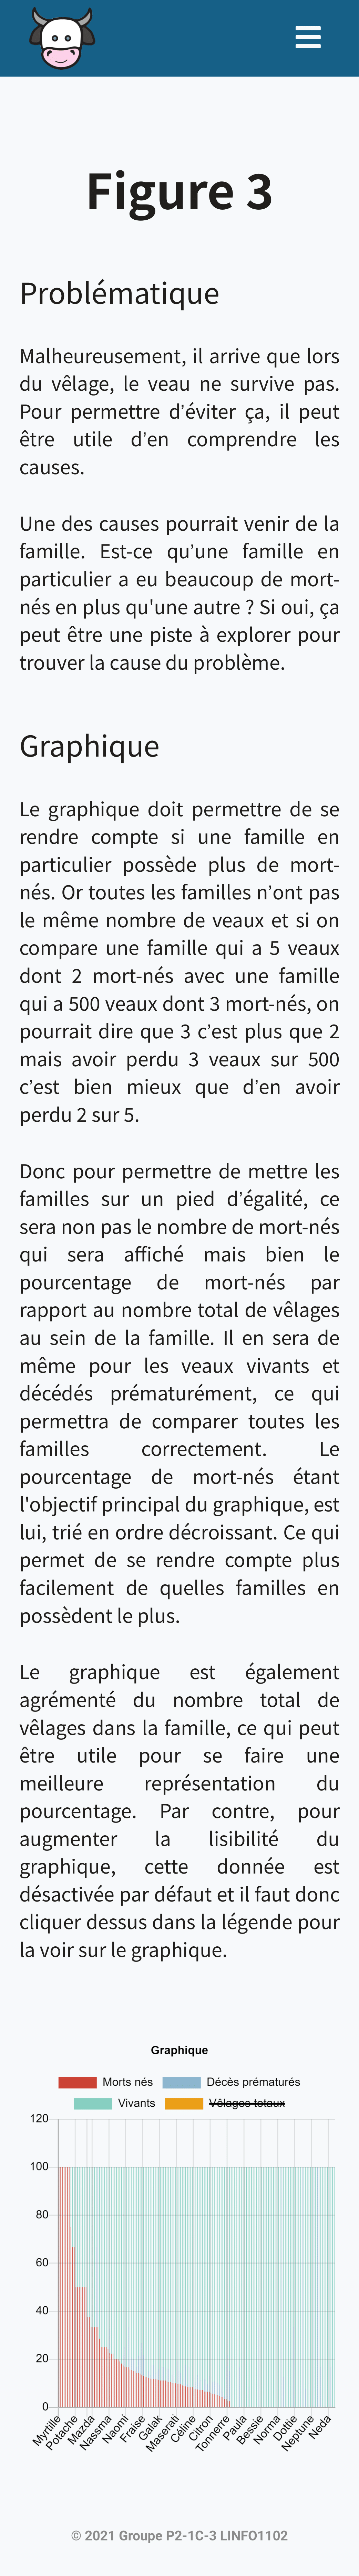 Figure 3
Problématique
Malheureusement, il arrive que lors
du vêlage, le veau ne survive pas.
Pour permettre d’éviter ça, il peut
être utile d’en comprendre les
causes.
Une des causes pourrait venir de la
famille. Est-ce qu’une famille en
particulier a eu beaucoup de mort-
nés en plus qu'une autre ? Si oui, ça
peut être une piste à explorer pour
trouver la cause du problème.
Graphique
Le graphique doit permettre de se
rendre compte si une famille en
particulier possède plus de mort-
nés. Or toutes les familles n’ont pas
le même nombre de veaux et si on
compare une famille qui a 5 veaux
dont 2 mort-nés avec une famille
qui a 500 veaux dont 3 mort-nés, on
pourrait dire que 3 c’est plus que 2
mais avoir perdu 3 veaux sur 500
c’est bien mieux que d’en avoir
perdu 2 sur 5.
Donc pour permettre de mettre les
familles sur un pied d’égalité, ce
sera non pas le nombre de mort-nés
qui sera affiché mais bien le
pourcentage de mort-nés par
rapport au nombre total de vêlages
au sein de la famille. Il en sera de
même pour les veaux vivants et
décédés prématurément, ce qui
permettra de comparer toutes les
familles correctement. Le
pourcentage de mort-nés étant
l'objectif principal du graphique, est
lui, trié en ordre décroissant. Ce qui
permet de se rendre compte plus
facilement de quelles familles en
possèdent le plus.
Le graphique est également
agrémenté du nombre total de
vêlages dans la famille, ce qui peut
être utile pour se faire une
meilleure représentation du
pourcentage. Par contre, pour
augmenter la lisibilité du
graphique, cette donnée est
désactivée par défaut et il faut donc
cliquer dessus dans la légende pour
la voir sur le graphique.
Graphique
Morts nés Décès prématurés
Vivants Vêlages totaux
120
100
80
60
40
20
0
Myrtille Potache Mazda Nassma Naomi Fraise Galak Maserati Céline Citron Tonnerre Paula Bessie Norma Dottie Neptune Neda
© 2021 Groupe P2-1C-3 LINFO1102